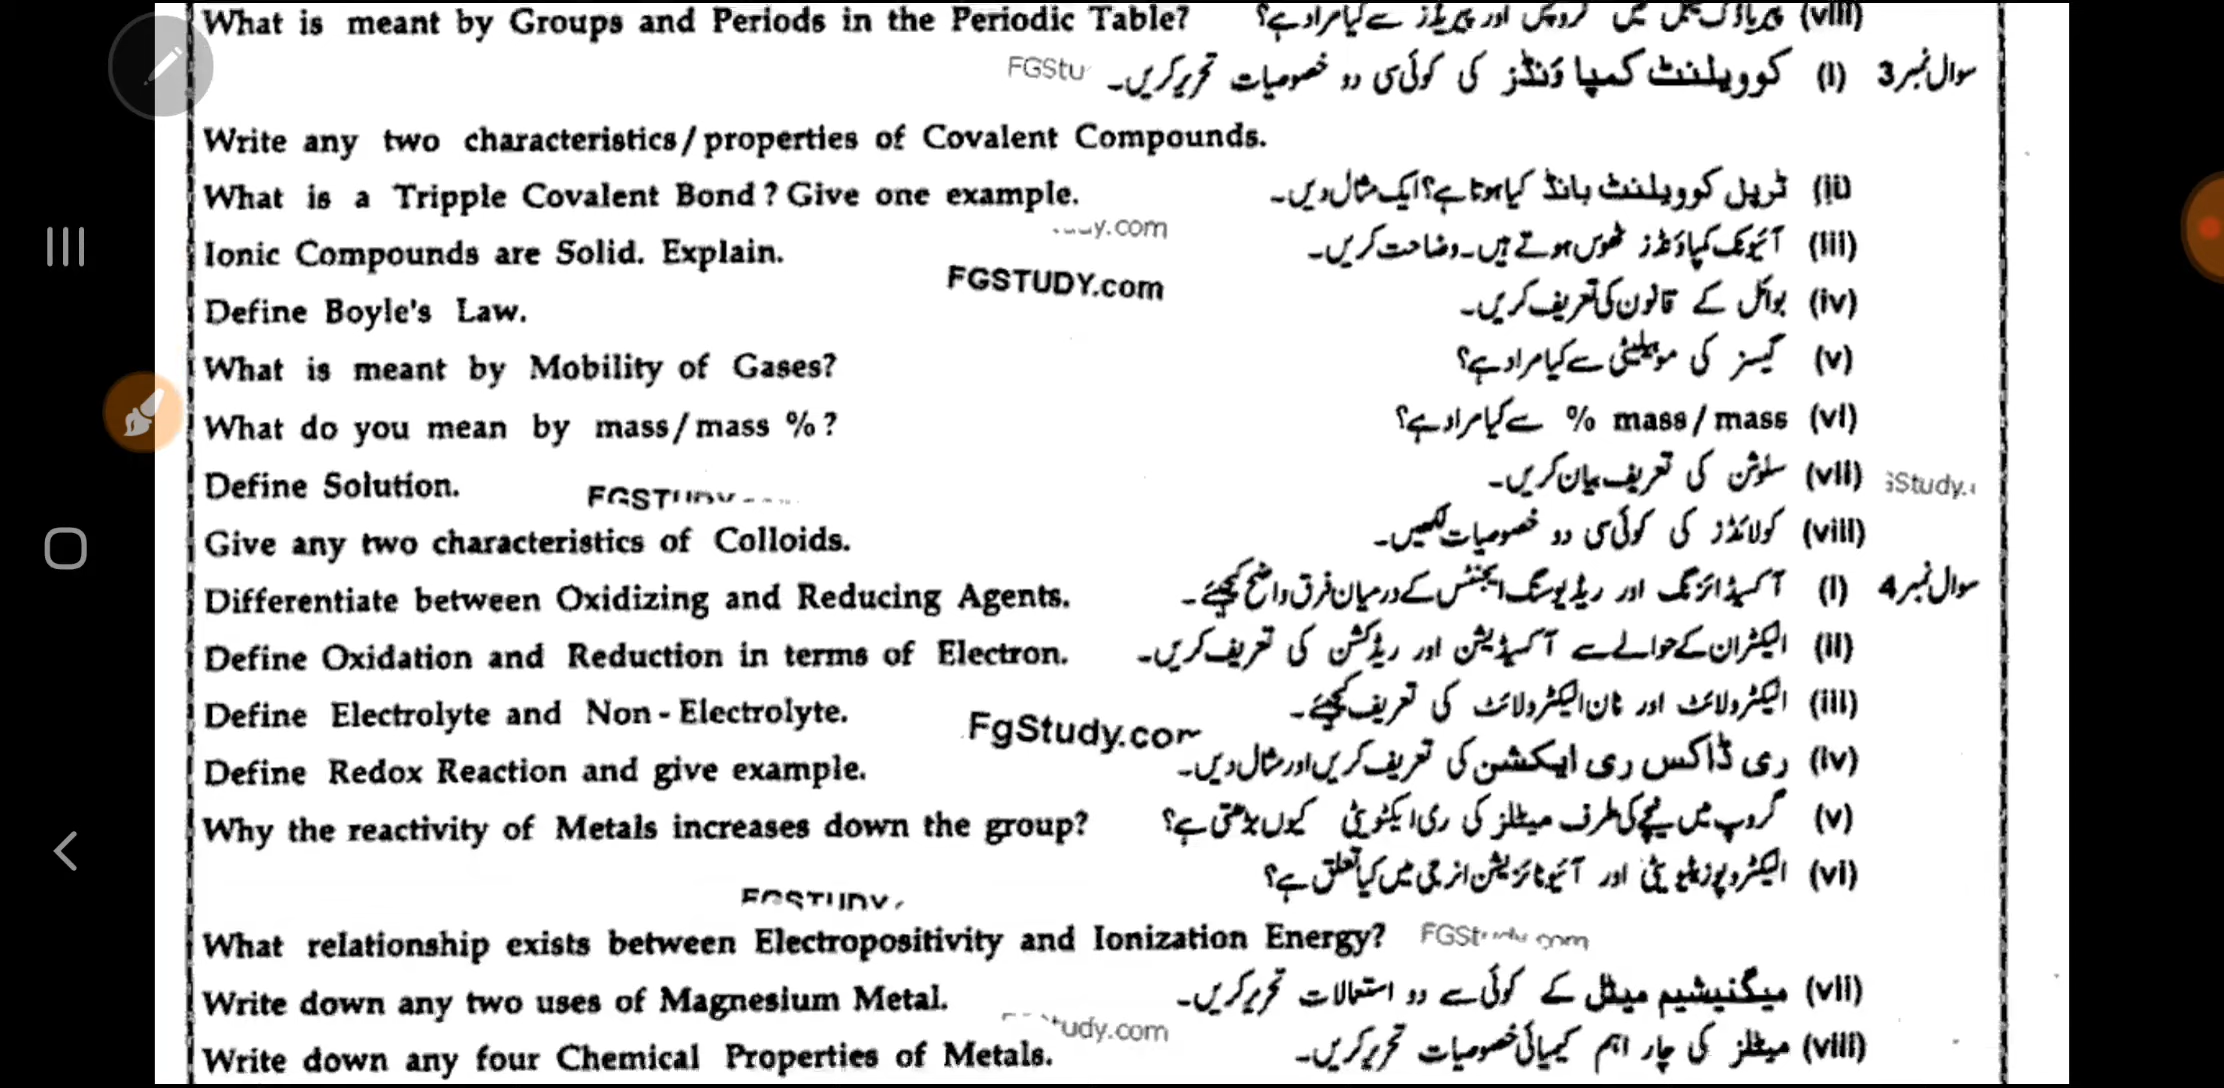 What is meant by Groups and Periods in the Periodic Table? (viii) پیریاڈک ٹیبل میں گروپس اور پیریڈز سے کیا مراد ہے؟
سوال نمبر 3 (i) کوویلنٹ کمپاؤنڈز کی کوئی سی دو خصوصیات تحریر کریں۔ FGStu
Write any two characteristics/properties of Covalent Compounds.
What is a Tripple Covalent Bond? Give one example. (ii) ٹرپل کوویلنٹ بانڈ کیا ہوتا ہے؟ ایک مثال دیں۔
y.com
Ionic Compounds are Solid. Explain. (iii) آئیونک کمپاؤنڈز ٹھوس ہوتے ہیں۔ وضاحت کریں۔
FGSTUDY.com
Define Boyle's Law. (iv) بوائل کے قانون کی تعریف کریں۔
What is meant by Mobility of Gases? (v) گیسز کی موبیلیٹی سے کیا مراد ہے؟
What do you mean by mass/mass %? (vi) mass/mass % سے کیا مراد ہے؟
Define Solution. (vii) سلوشن کی تعریف بیان کریں۔ Study.
Give any two characteristics of Colloids. (viii) کولائڈز کی کوئی سی دو خصوصیات لکھیں۔
Differentiate between Oxidizing and Reducing Agents. سوال نمبر 4 (i) آکسیڈائزنگ اور ریڈیوسنگ ایجنٹس کے درمیان فرق واضح کیجئے۔
Define Oxidation and Reduction in terms of Electron. (ii) الیکٹران کے حوالے سے آکسیڈیشن اور ریڈکشن کی تعریف کریں۔
Define Electrolyte and Non-Electrolyte. (iii) الیکٹرولائٹ اور نان الیکٹرولائٹ کی تعریف کیجئے۔
FgStudy.com
Define Redox Reaction and give example. (iv) ری ڈاکس ری ایکشن کی تعریف کریں اور مثال دیں۔
Why the reactivity of Metals increases down the group? (v) گروپ میں نیچے کی طرف میٹلز کی ری ایکٹویٹی کیوں بڑھتی ہے؟
(vi) الیکٹروپوزیٹیویٹی اور آئیونائزیشن انرجی میں کیا تعلق ہے؟
What relationship exists between Electropositivity and Ionization Energy?
Write down any two uses of Magnesium Metal. (vii) میگنیشیم میٹل کے کوئی سے دو استعمالات تحریر کریں۔
udy.com
Write down any four Chemical Properties of Metals. (viii) میٹلز کی چار اہم کیمیائی خصوصیات تحریر کریں۔